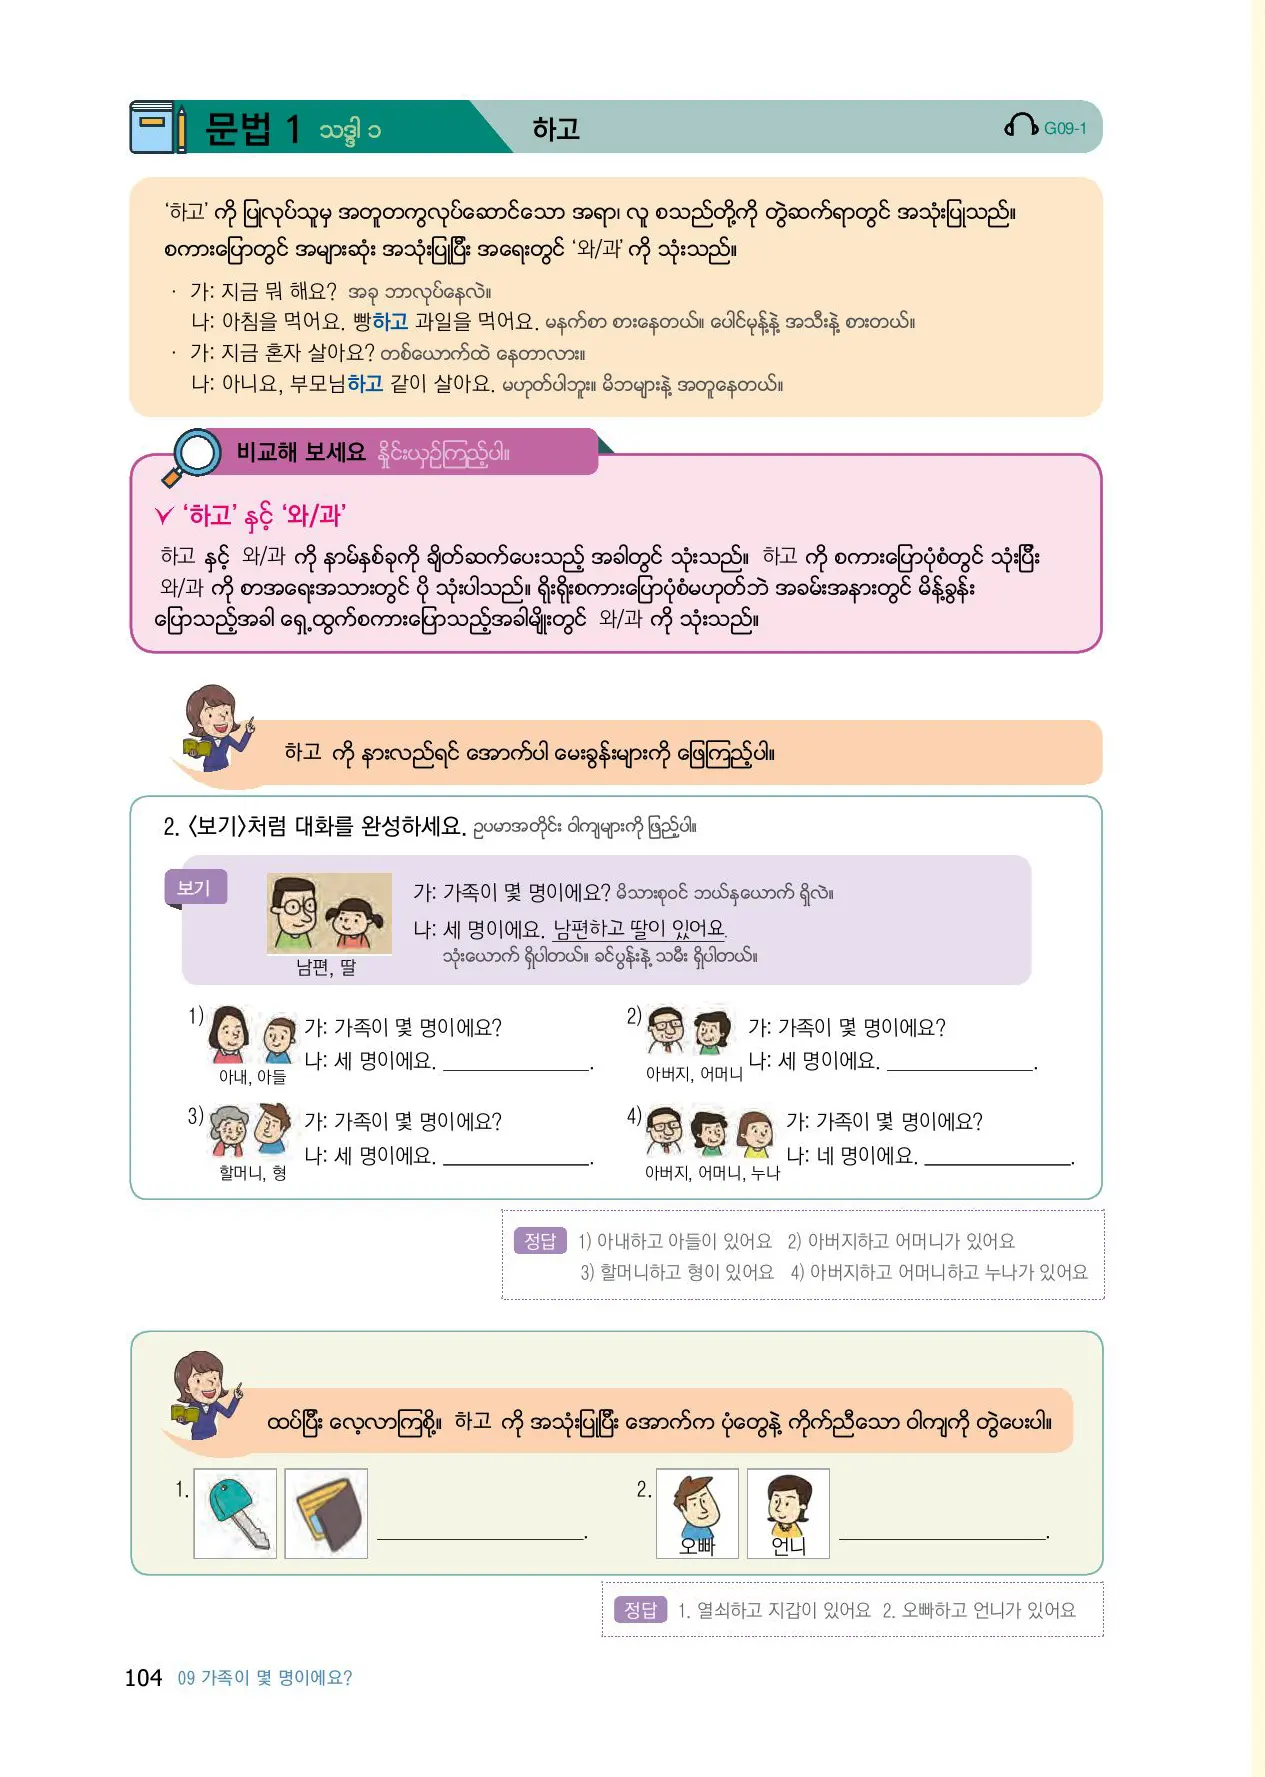 문법 1 သဒ္ဒါ ၁ 하고 G09-1
‘하고’ ကို ပြုလုပ်သူမှ အတူတကွလုပ်ဆောင်သော အရာ၊ လူ စသည်တို့ကို တွဲဆက်ရာတွင် အသုံးပြုသည်။
စကားပြောတွင် အများဆုံး အသုံးပြုပြီး အရေးတွင် ‘와/과’ ကို သုံးသည်။
· 가: 지금 뭐 해요? အခု ဘာလုပ်နေလဲ။
나: 아침을 먹어요. 빵하고 과일을 먹어요. မနက်စာ စားနေတယ်။ ပေါင်မုန့်နဲ့ အသီးနဲ့ စားတယ်။
· 가: 지금 혼자 살아요? တစ်ယောက်ထဲ နေတာလား။
나: 아니요, 부모님하고 같이 살아요. မဟုတ်ပါဘူး။ မိဘများနဲ့ အတူနေတယ်။
비교해 보세요 နှိုင်းယှဉ်ကြည့်ပါ။
‘하고’ နှင့် ‘와/과’
하고 နှင့် 와/과 ကို နာမ်နှစ်ခုကို ချိတ်ဆက်ပေးသည့် အခါတွင် သုံးသည်။ 하고 ကို စကားပြောပုံစံတွင် သုံးပြီး
와/과 ကို စာအရေးအသားတွင် ပို သုံးပါသည်။ ရိုးရိုးစကားပြောပုံစံမဟုတ်ဘဲ အခမ်းအနားတွင် မိန့်ခွန်း
ပြောသည့်အခါ ရှေ့ထွက်စကားပြောသည့်အခါမျိုးတွင် 와/과 ကို သုံးသည်။
하고 ကို နားလည်ရင် အောက်ပါ မေးခွန်းများကို ဖြေကြည့်ပါ။
2. <보기>처럼 대화를 완성하세요. ဥပမာအတိုင်း ဝါကျများကို ဖြည့်ပါ။
보기
가: 가족이 몇 명이에요? မိသားစုဝင် ဘယ်နှယောက် ရှိလဲ။
나: 세 명이에요. 남편하고 딸이 있어요.
သုံးယောက် ရှိပါတယ်။ ခင်ပွန်းနဲ့ သမီး ရှိပါတယ်။
남편, 딸
1) 가: 가족이 몇 명이에요?
나: 세 명이에요. ____________.
아내, 아들
2) 가: 가족이 몇 명이에요?
나: 세 명이에요. ____________.
아버지, 어머니
3) 가: 가족이 몇 명이에요?
나: 세 명이에요. ____________.
할머니, 형
4) 가: 가족이 몇 명이에요?
나: 네 명이에요. ____________.
아버지, 어머니, 누나
정답 1) 아내하고 아들이 있어요 2) 아버지하고 어머니가 있어요
3) 할머니하고 형이 있어요 4) 아버지하고 어머니하고 누나가 있어요
ထပ်ပြီး လေ့လာကြစို့။ 하고 ကို အသုံးပြုပြီး အောက်က ပုံတွေနဲ့ ကိုက်ညီသော ဝါကျကို တွဲပေးပါ။
1. ____________.
2. 오빠 언니 ____________.
정답 1. 열쇠하고 지갑이 있어요 2. 오빠하고 언니가 있어요
104 09 가족이 몇 명이에요?